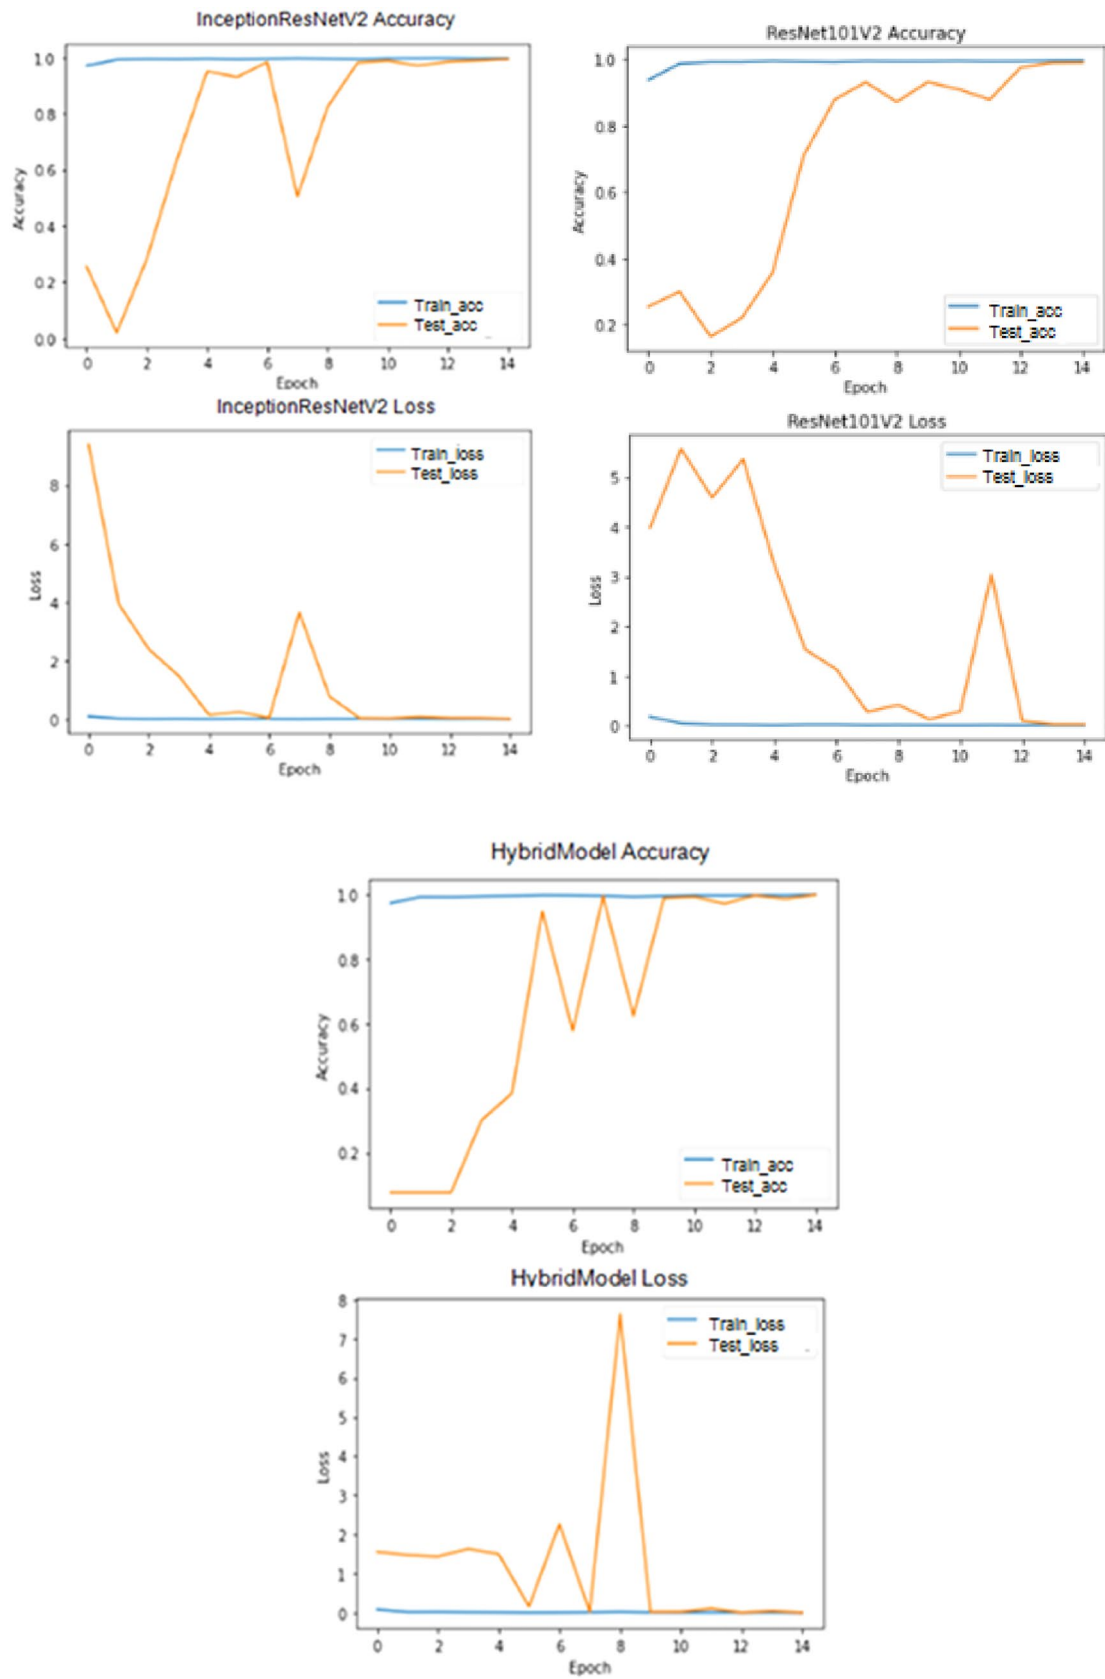 InceptionResNetV2 Accuracy
1.0
0.8
0.6
0.4
0.2
0.0
Accuracy
Train_acc
Test_acc
0 2 4 6 8 10 12 14
Epoch
ResNet101V2 Accuracy
1.0
0.8
0.6
0.4
0.2
Accuracy
Train_acc
Test_acc
0 2 4 6 8 10 12 14
Epoch
InceptionResNetV2 Loss
8
6
4
2
0
Loss
Train_loss
Test_loss
0 2 4 6 8 10 12 14
Epoch
ResNet101V2 Loss
5
4
3
2
1
0
Loss
Train_loss
Test_loss
0 2 4 6 8 10 12 14
Epoch
HybridModel Accuracy
1.0
0.8
0.6
0.4
0.2
Accuracy
Train_acc
Test_acc
0 2 4 6 8 10 12 14
Epoch
HybridModel Loss
8
7
6
5
4
3
2
1
0
Loss
Train_loss
Test_loss
0 2 4 6 8 10 12 14
Epoch